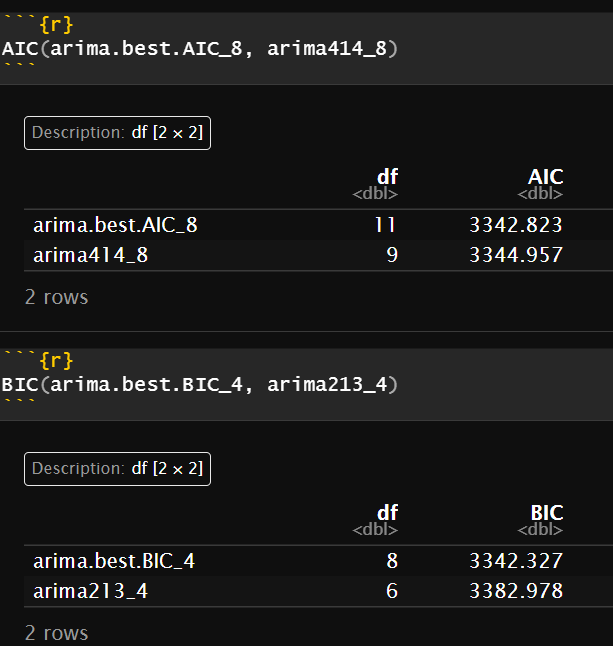 ```{r}
AIC(arima.best.AIC_8, arima414_8)
```
Description: df [2 × 2]
df AIC
<dbl> <dbl>
arima.best.AIC_8 11 3342.823
arima414_8 9 3344.957
2 rows
```{r}
BIC(arima.best.BIC_4, arima213_4)
```
Description: df [2 × 2]
df BIC
<dbl> <dbl>
arima.best.BIC_4 8 3342.327
arima213_4 6 3382.978
2 rows